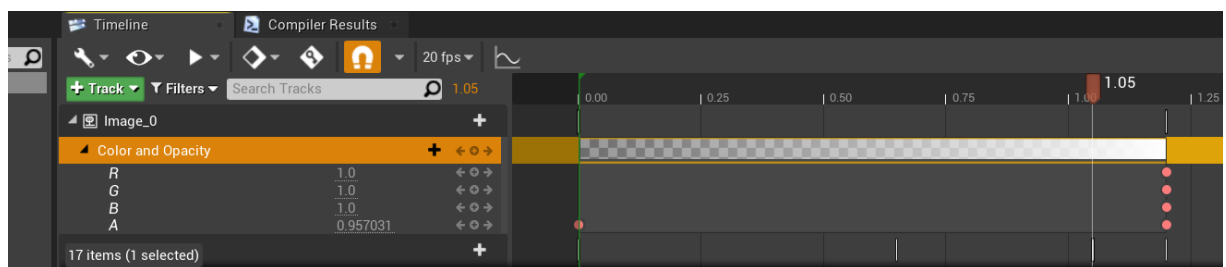 Timeline
Compiler Results
20 fps
Track
Filters
Search Tracks
1.05
1.05
0.00
0.25
0.50
0.75
1.25
Image_0
Color and Opacity
R 1.0
G 1.0
B 1.0
A 0.957031
17 items (1 selected)